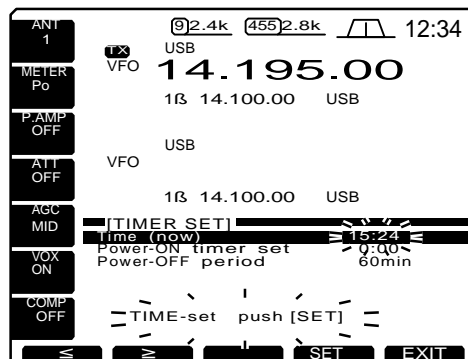 ANT
1
⑨2.4k 455 2.8k 12:34
TX USB
VFO 14.195.00
METER
Po
1ß 14.100.00 USB
P.AMP
OFF
USB
ATT
OFF
VFO
1ß 14.100.00 USB
AGC
MID
[TIMER SET]
Time (now) 15:24
Power-ON timer set 0:00
Power-OFF period 60min
VOX
ON
COMP
OFF
TIME-set push [SET]
≤ ≥ SET EXIT